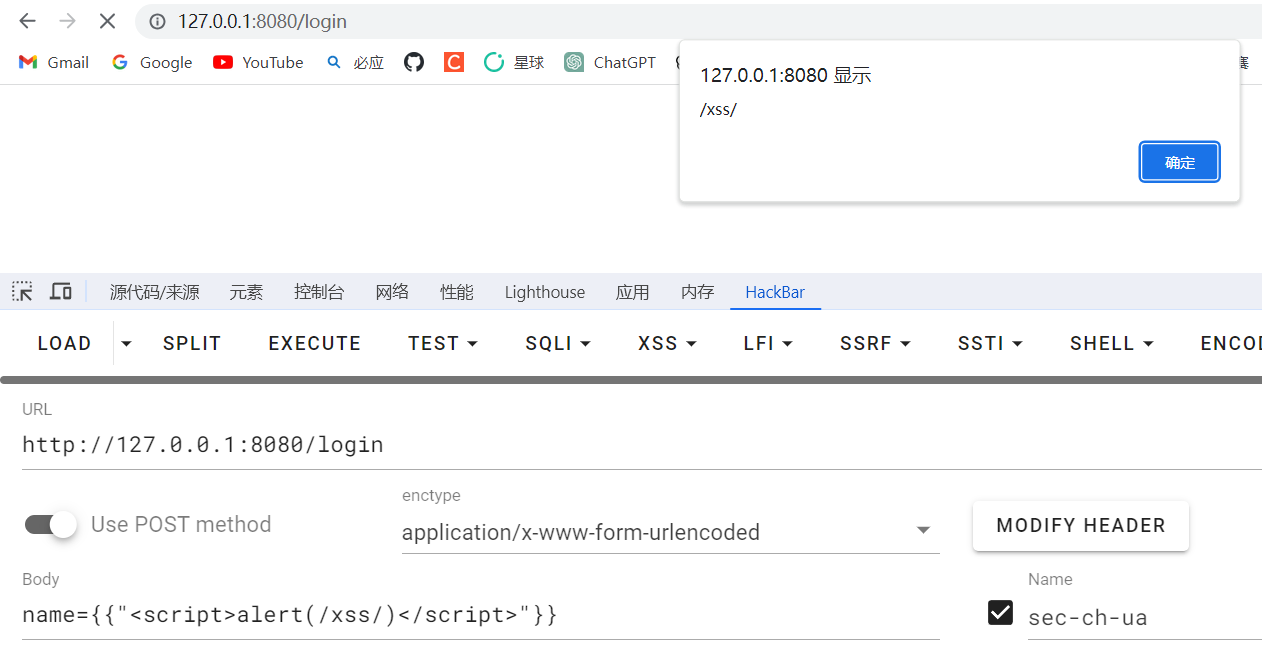 127.0.0.1:8080/login
Gmail Google YouTube 必应 C 星球 ChatGPT
127.0.0.1:8080 显示
/xss/
确定
源代码/来源 元素 控制台 网络 性能 Lighthouse 应用 内存 HackBar
LOAD SPLIT EXECUTE TEST SQLI XSS LFI SSRF SSTI SHELL ENCOD
URL
http://127.0.0.1:8080/login
Use POST method
enctype
application/x-www-form-urlencoded
MODIFY HEADER
Body
name={{"<script>alert(/xss/)</script>"}}
Name
sec-ch-ua